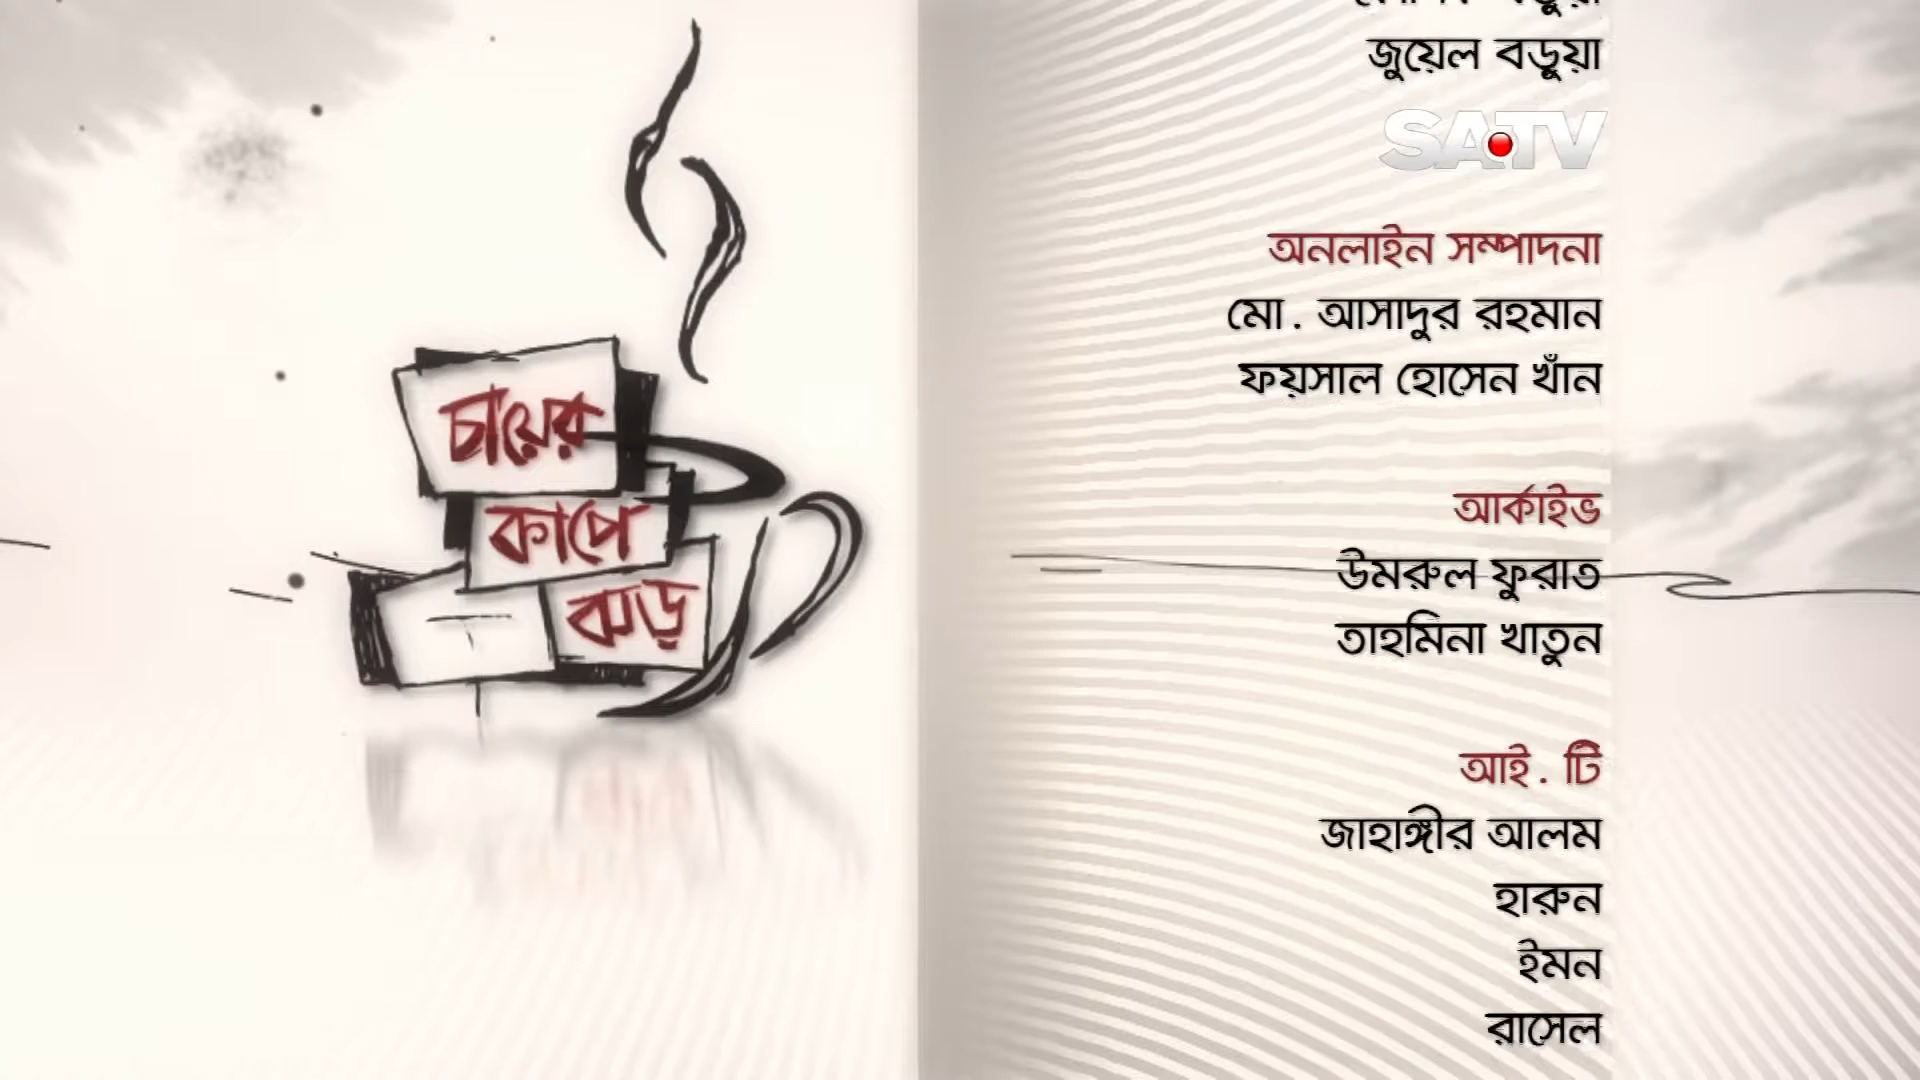 চায়ের
কাপে
ঝড়
জুয়েল বড়ুয়া
SATV
অনলাইন সম্পাদনা
মো. আসাদুর রহমান
ফয়সাল হোসেন খাঁন
আর্কাইভ
উমরুল ফুরাত
তাহমিনা খাতুন
আই. টি
জাহাঙ্গীর আলম
হারুন
ইমন
রাসেল